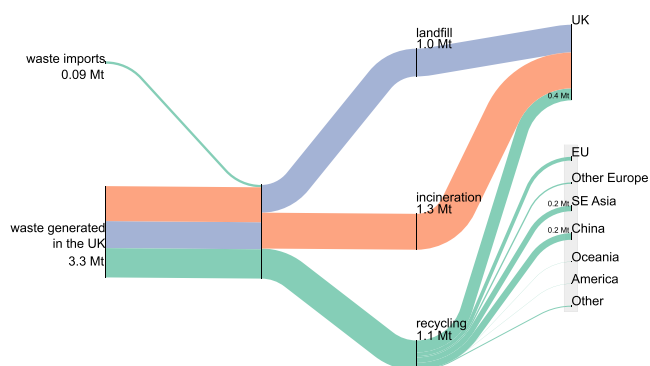 waste imports
0.09 Mt
waste generated
in the UK
3.3 Mt
landfill
1.0 Mt
incineration
1.3 Mt
recycling
1.1 Mt
UK
0.4 Mt
EU
Other Europe
SE Asia
0.2 Mt
China
0.2 Mt
Oceania
America
Other